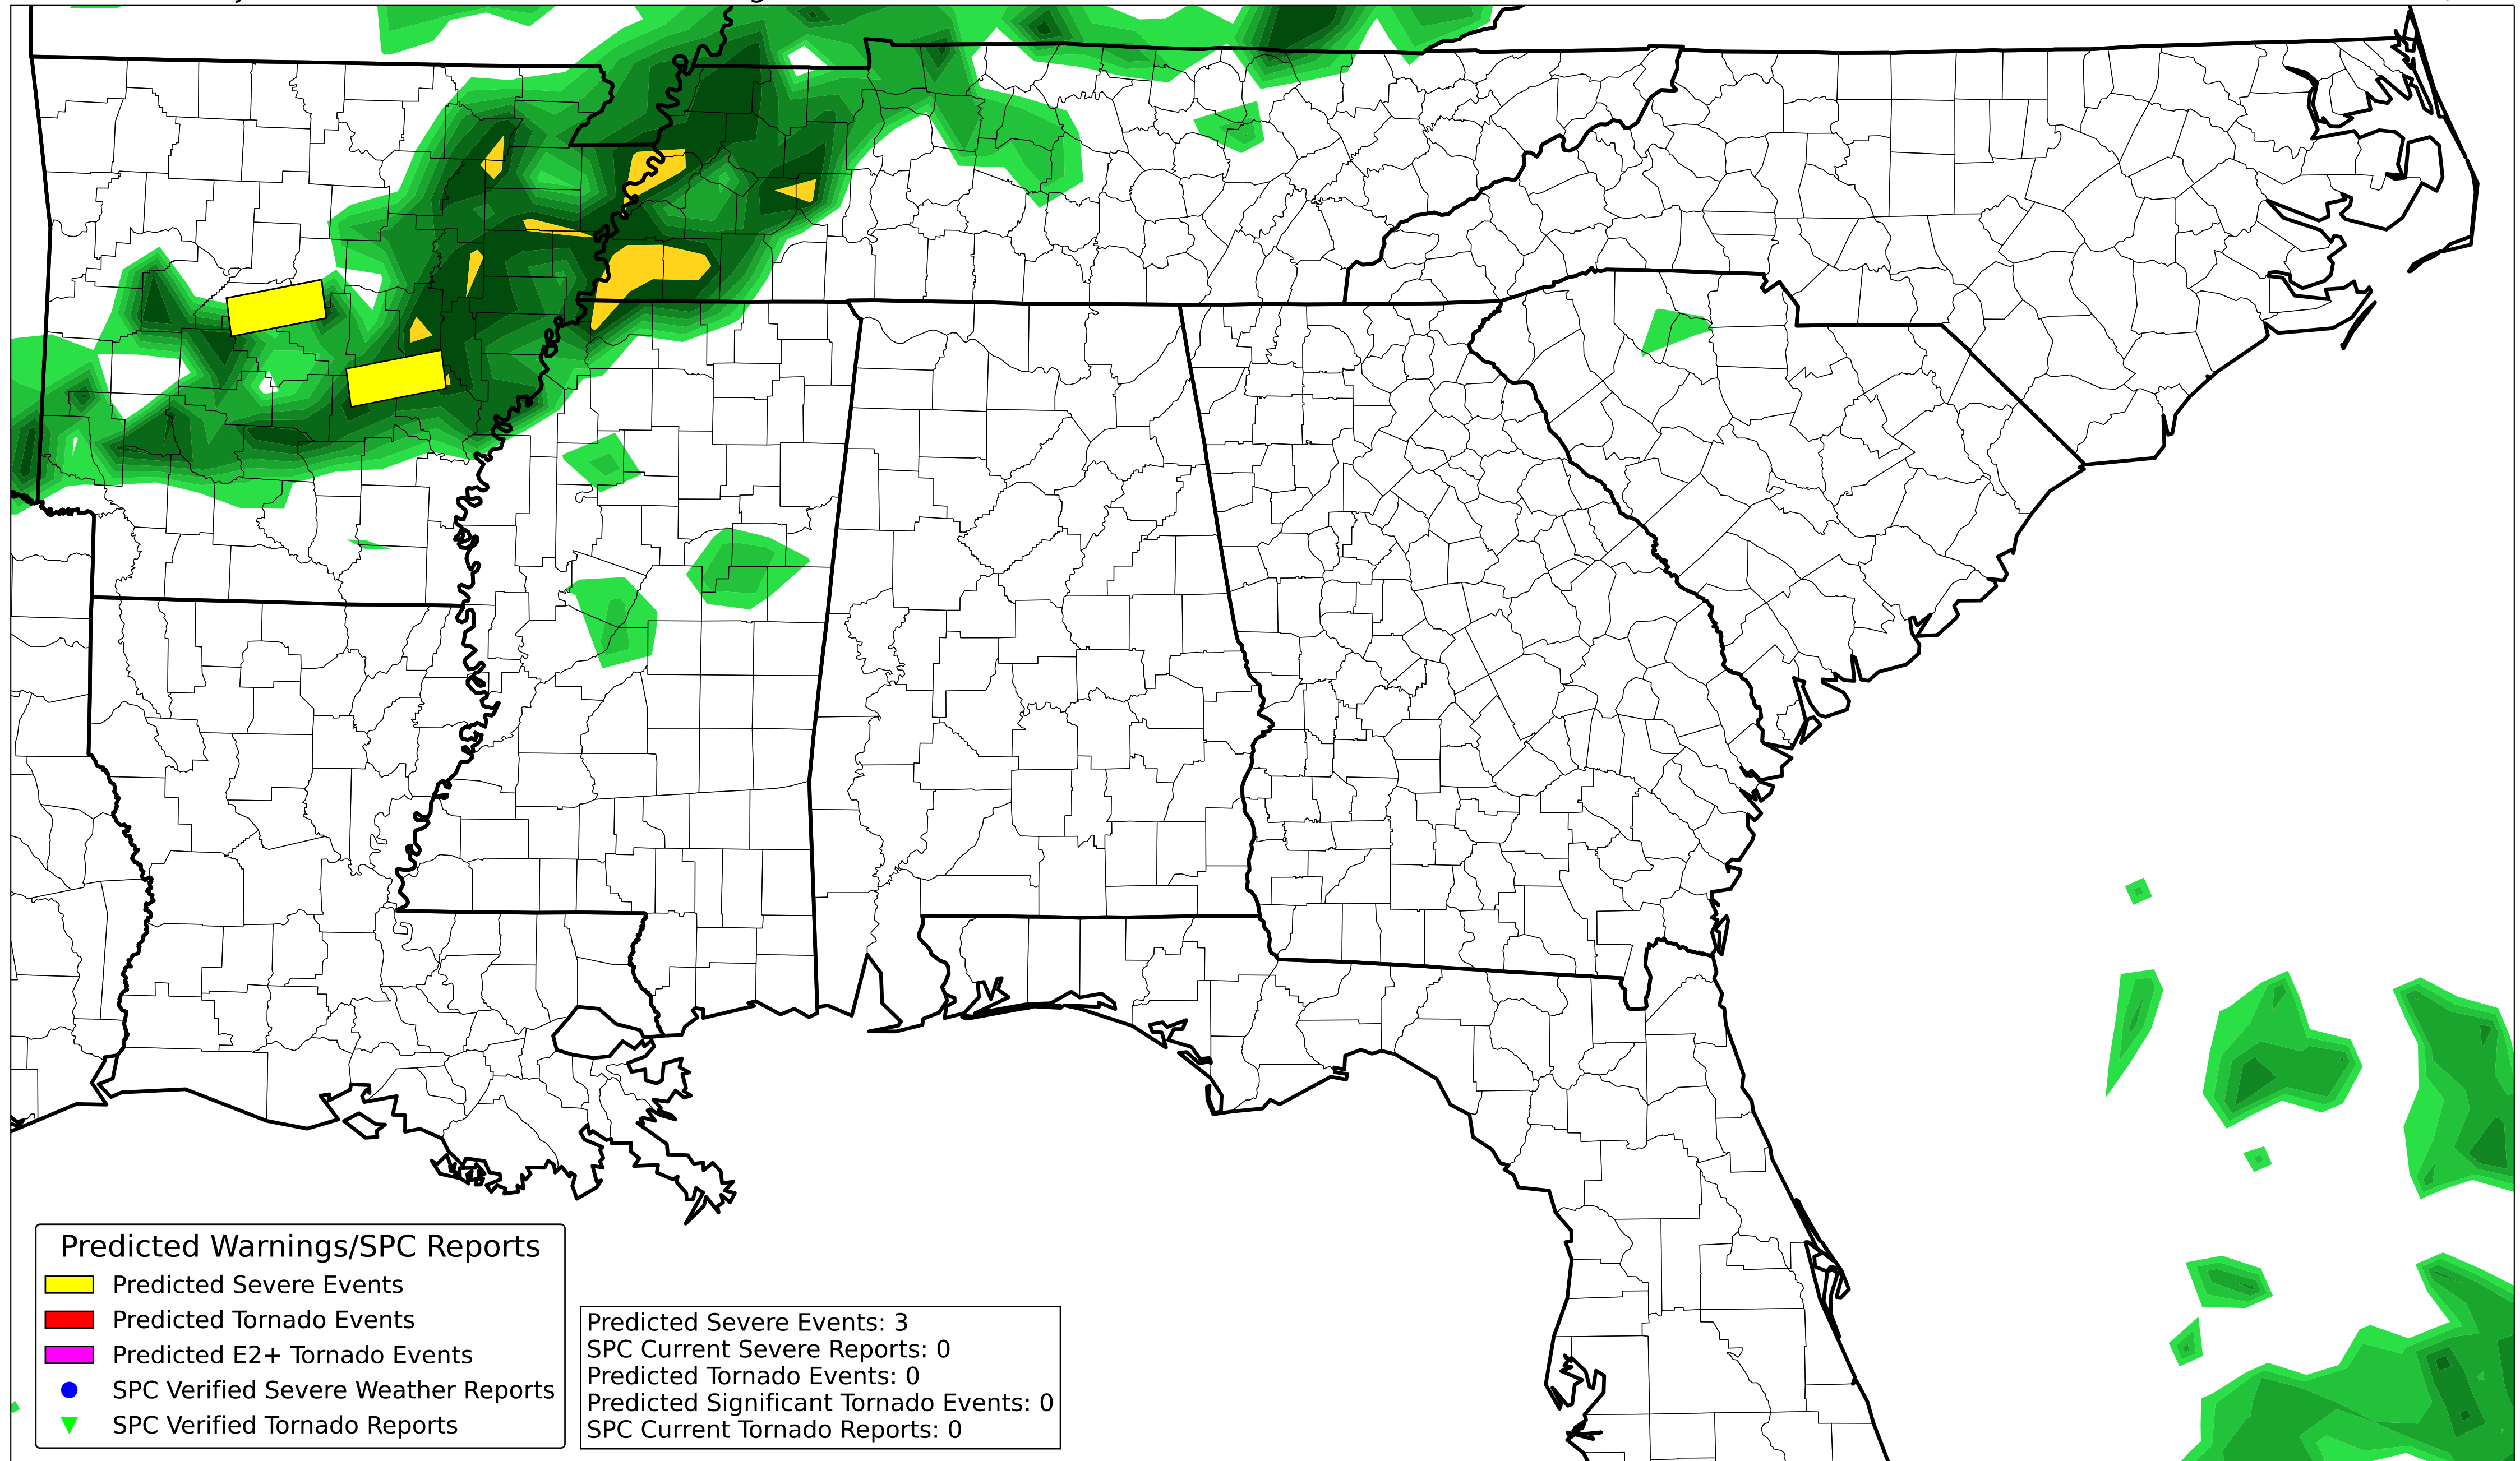 Predicted Warnings/SPC Reports
Predicted Severe Events
Predicted Tornado Events
Predicted E2+ Tornado Events
SPC Verified Severe Weather Reports
SPC Verified Tornado Reports
Predicted Severe Events: 3
SPC Current Severe Reports: 0
Predicted Tornado Events: 0
Predicted Significant Tornado Events: 0
SPC Current Tornado Reports: 0